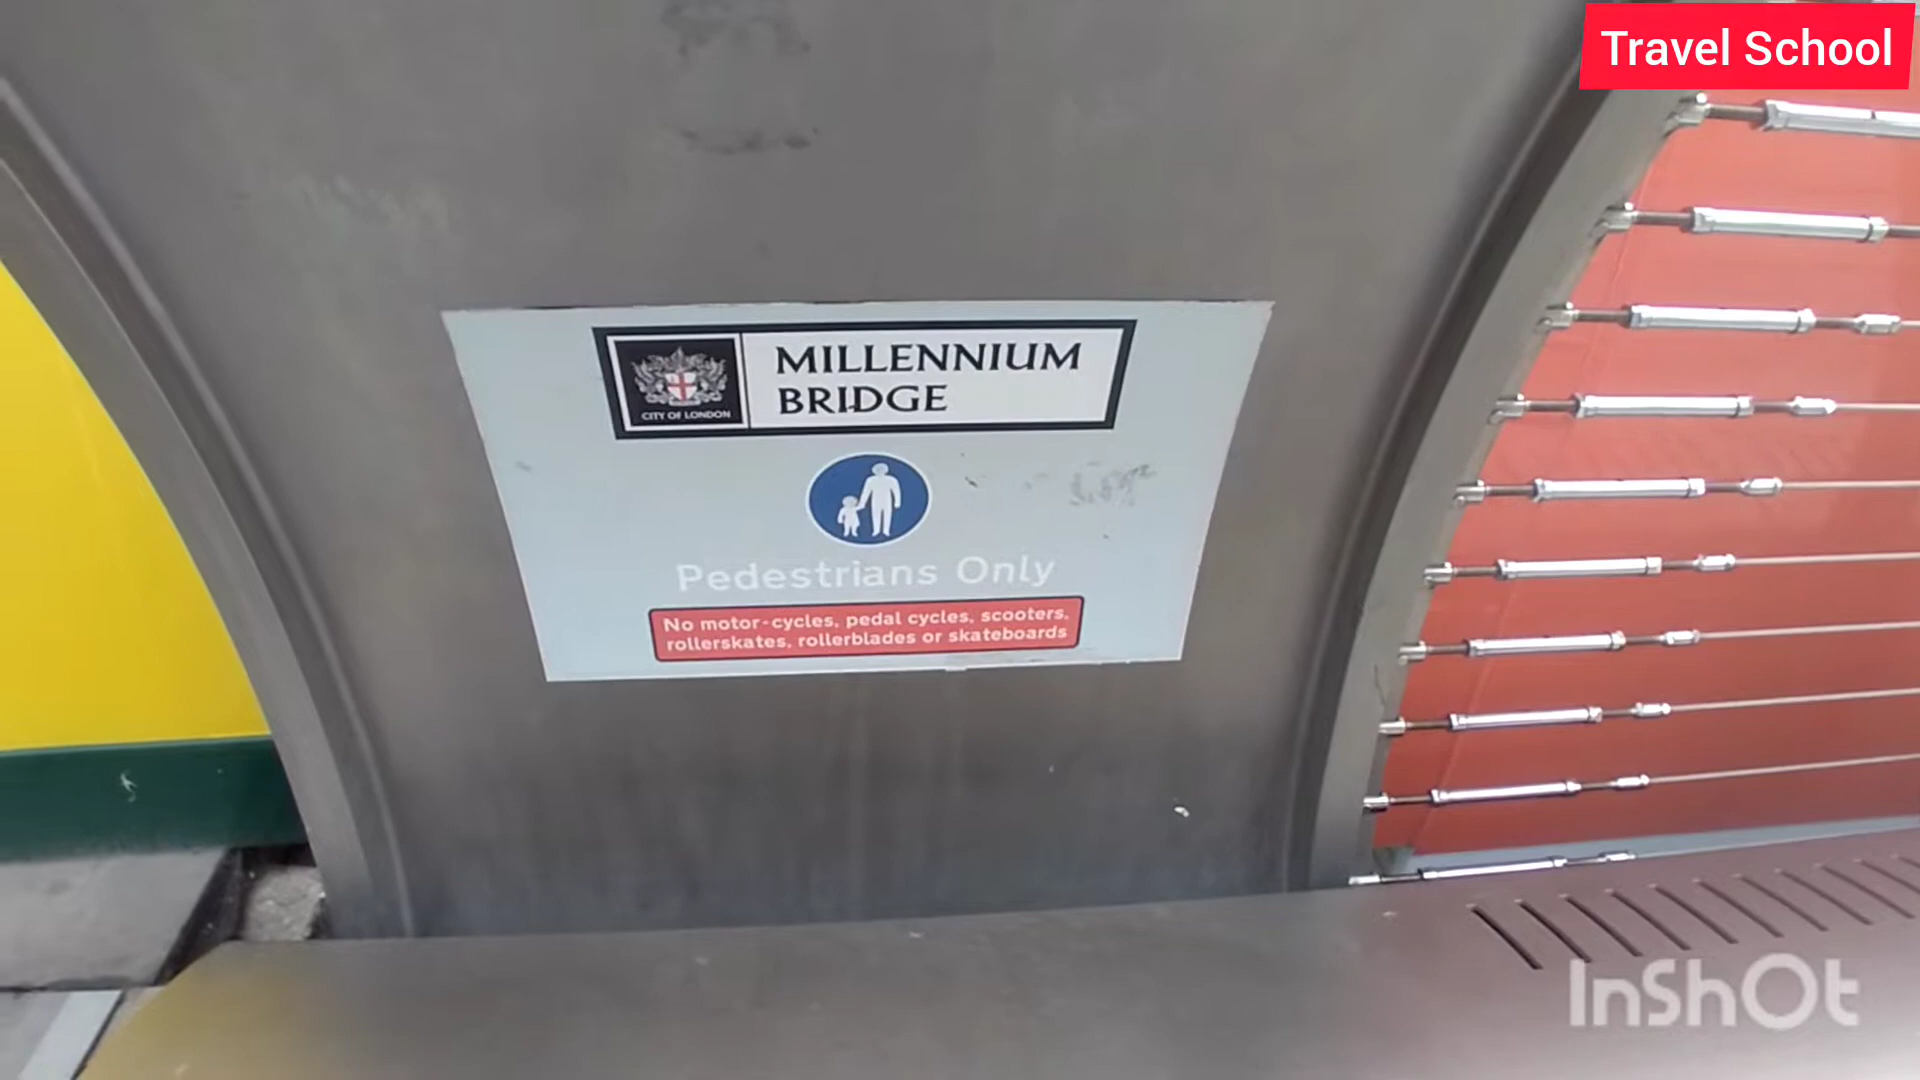 Travel School
MILLENNIUM
BRIDGE
CITY OF LONDON
Pedestrians Only
No motor-cycles, pedal cycles, scooters,
rollerskates, rollerblades or skateboards
InShOt